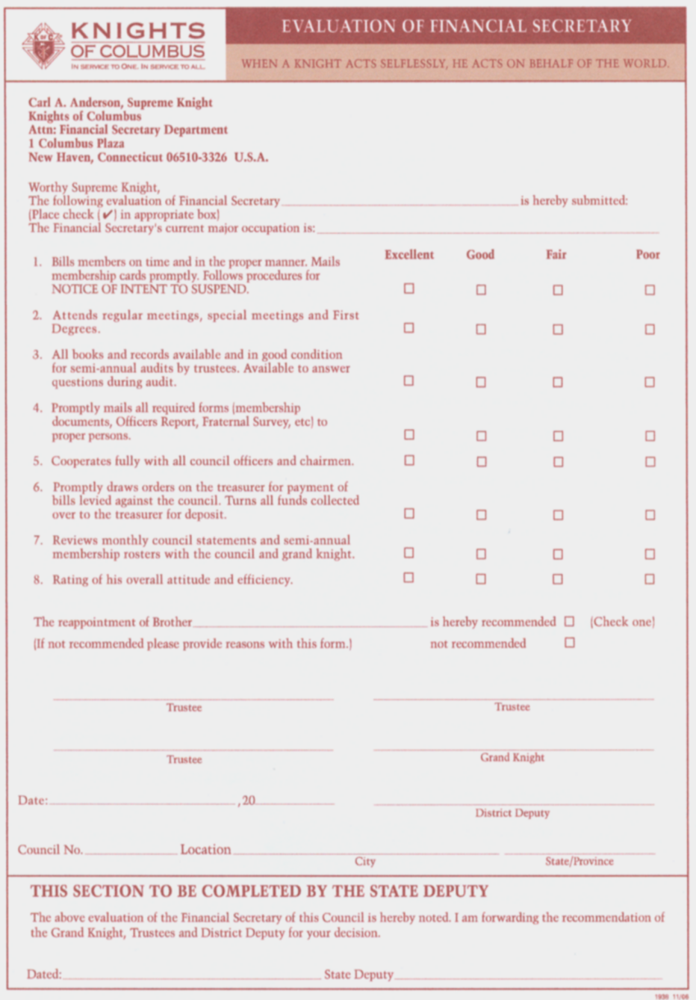 KNIGHTS
OF COLUMBUS
IN SERVICE TO ONE. IN SERVICE TO ALL.
EVALUATION OF FINANCIAL SECRETARY
WHEN A KNIGHT ACTS SELFLESSLY, HE ACTS ON BEHALF OF THE WORLD.
Carl A. Anderson, Supreme Knight
Knights of Columbus
Attn: Financial Secretary Department
1 Columbus Plaza
New Haven, Connecticut 06510-3326 U.S.A.
Worthy Supreme Knight,
The following evaluation of Financial Secretary is hereby submitted:
(Place check (✔) in appropriate box)
The Financial Secretary's current major occupation is:
Excellent Good Fair Poor
1. Bills members on time and in the proper manner. Mails
membership cards promptly. Follows procedures for
NOTICE OF INTENT TO SUSPEND.
2. Attends regular meetings, special meetings and First
Degrees.
3. All books and records available and in good condition
for semi-annual audits by trustees. Available to answer
questions during audit.
4. Promptly mails all required forms (membership
documents, Officers Report, Fraternal Survey, etc) to
proper persons.
5. Cooperates fully with all council officers and chairmen.
6. Promptly draws orders on the treasurer for payment of
bills levied against the council. Turns all funds collected
over to the treasurer for deposit.
7. Reviews monthly council statements and semi-annual
membership rosters with the council and grand knight.
8. Rating of his overall attitude and efficiency.
The reappointment of Brother is hereby recommended (Check one)
(If not recommended please provide reasons with this form.) not recommended
Trustee Trustee
Trustee Grand Knight
Date: , 20
District Deputy
Council No. Location
City State/Province
THIS SECTION TO BE COMPLETED BY THE STATE DEPUTY
The above evaluation of the Financial Secretary of this Council is hereby noted. I am forwarding the recommendation of
the Grand Knight, Trustees and District Deputy for your decision.
Dated: State Deputy
1938 11/08